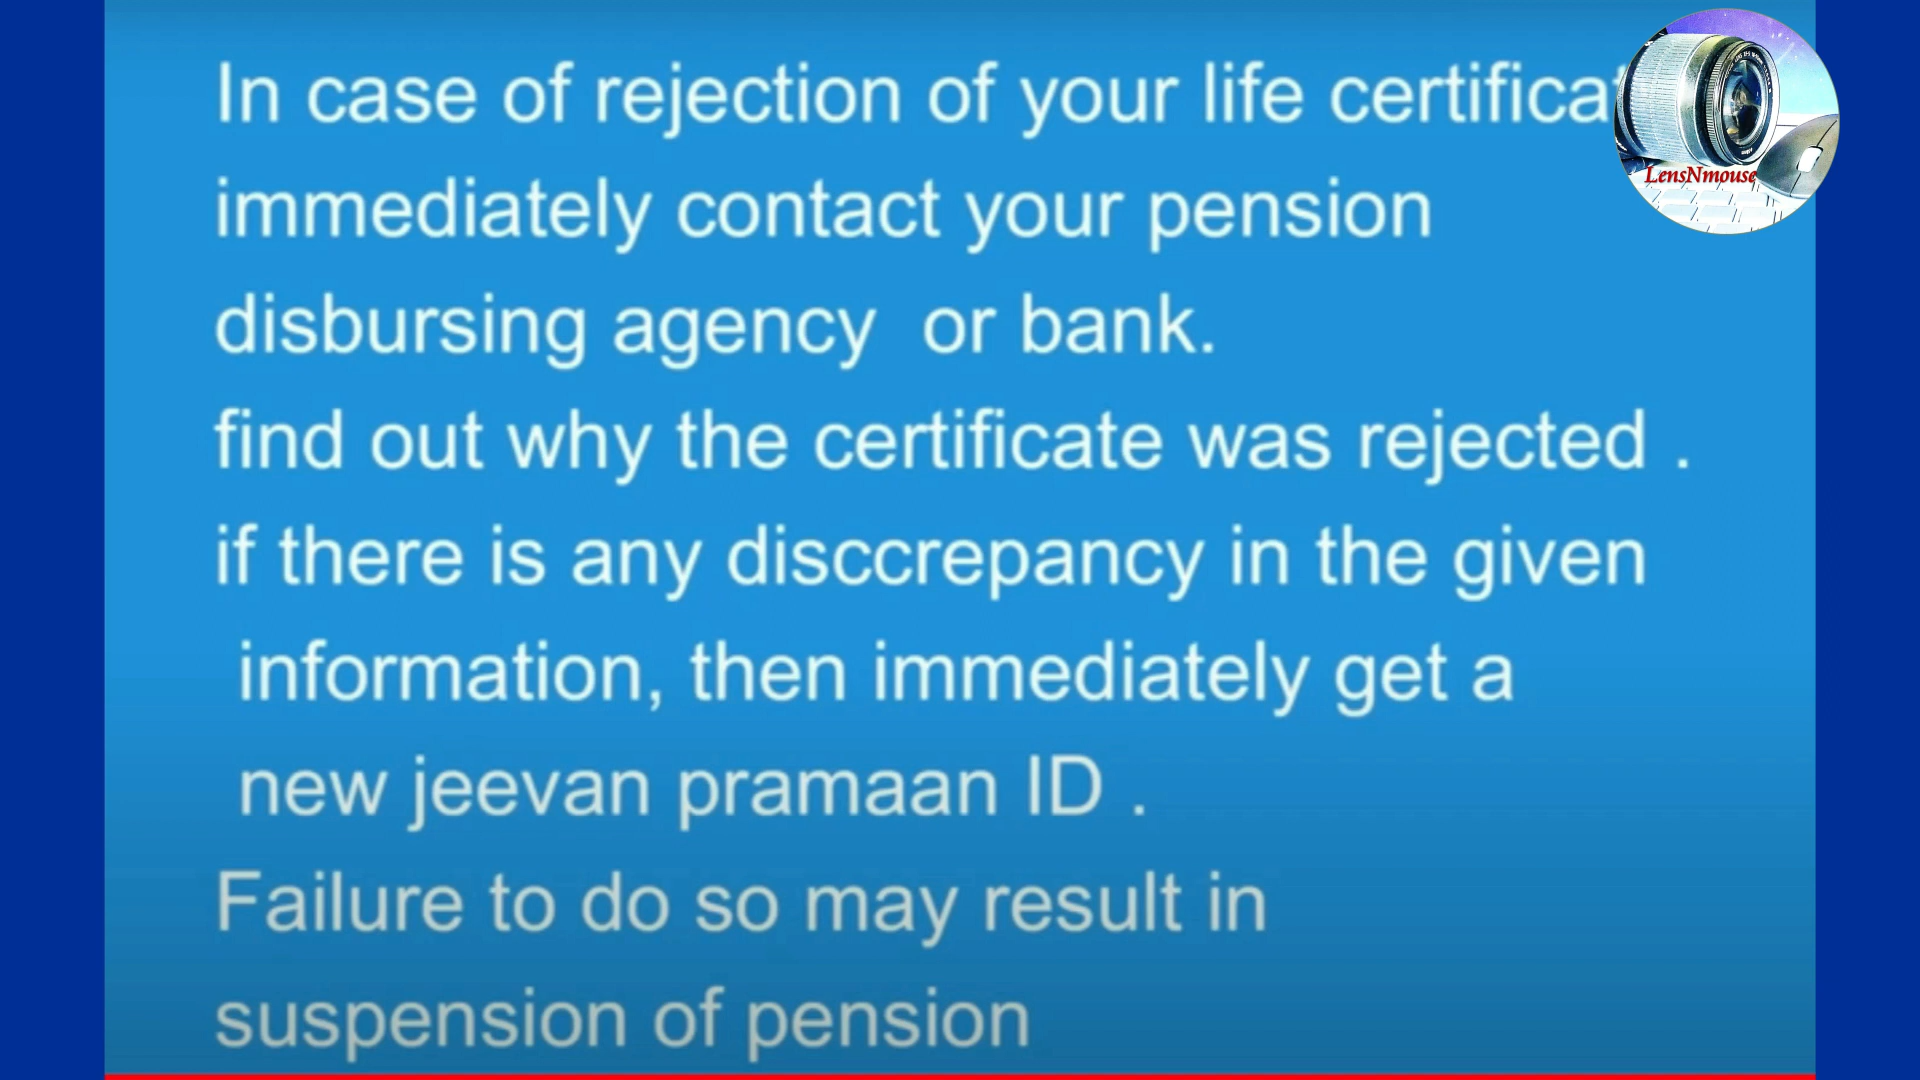 In case of rejection of your life certificat
immediately contact your pension
disbursing agency  or bank.
find out why the certificate was rejected .
if there is any disccrepancy in the given
information, then immediately get a
new jeevan pramaan ID .
Failure to do so may result in
suspension of pension
LensNmouse